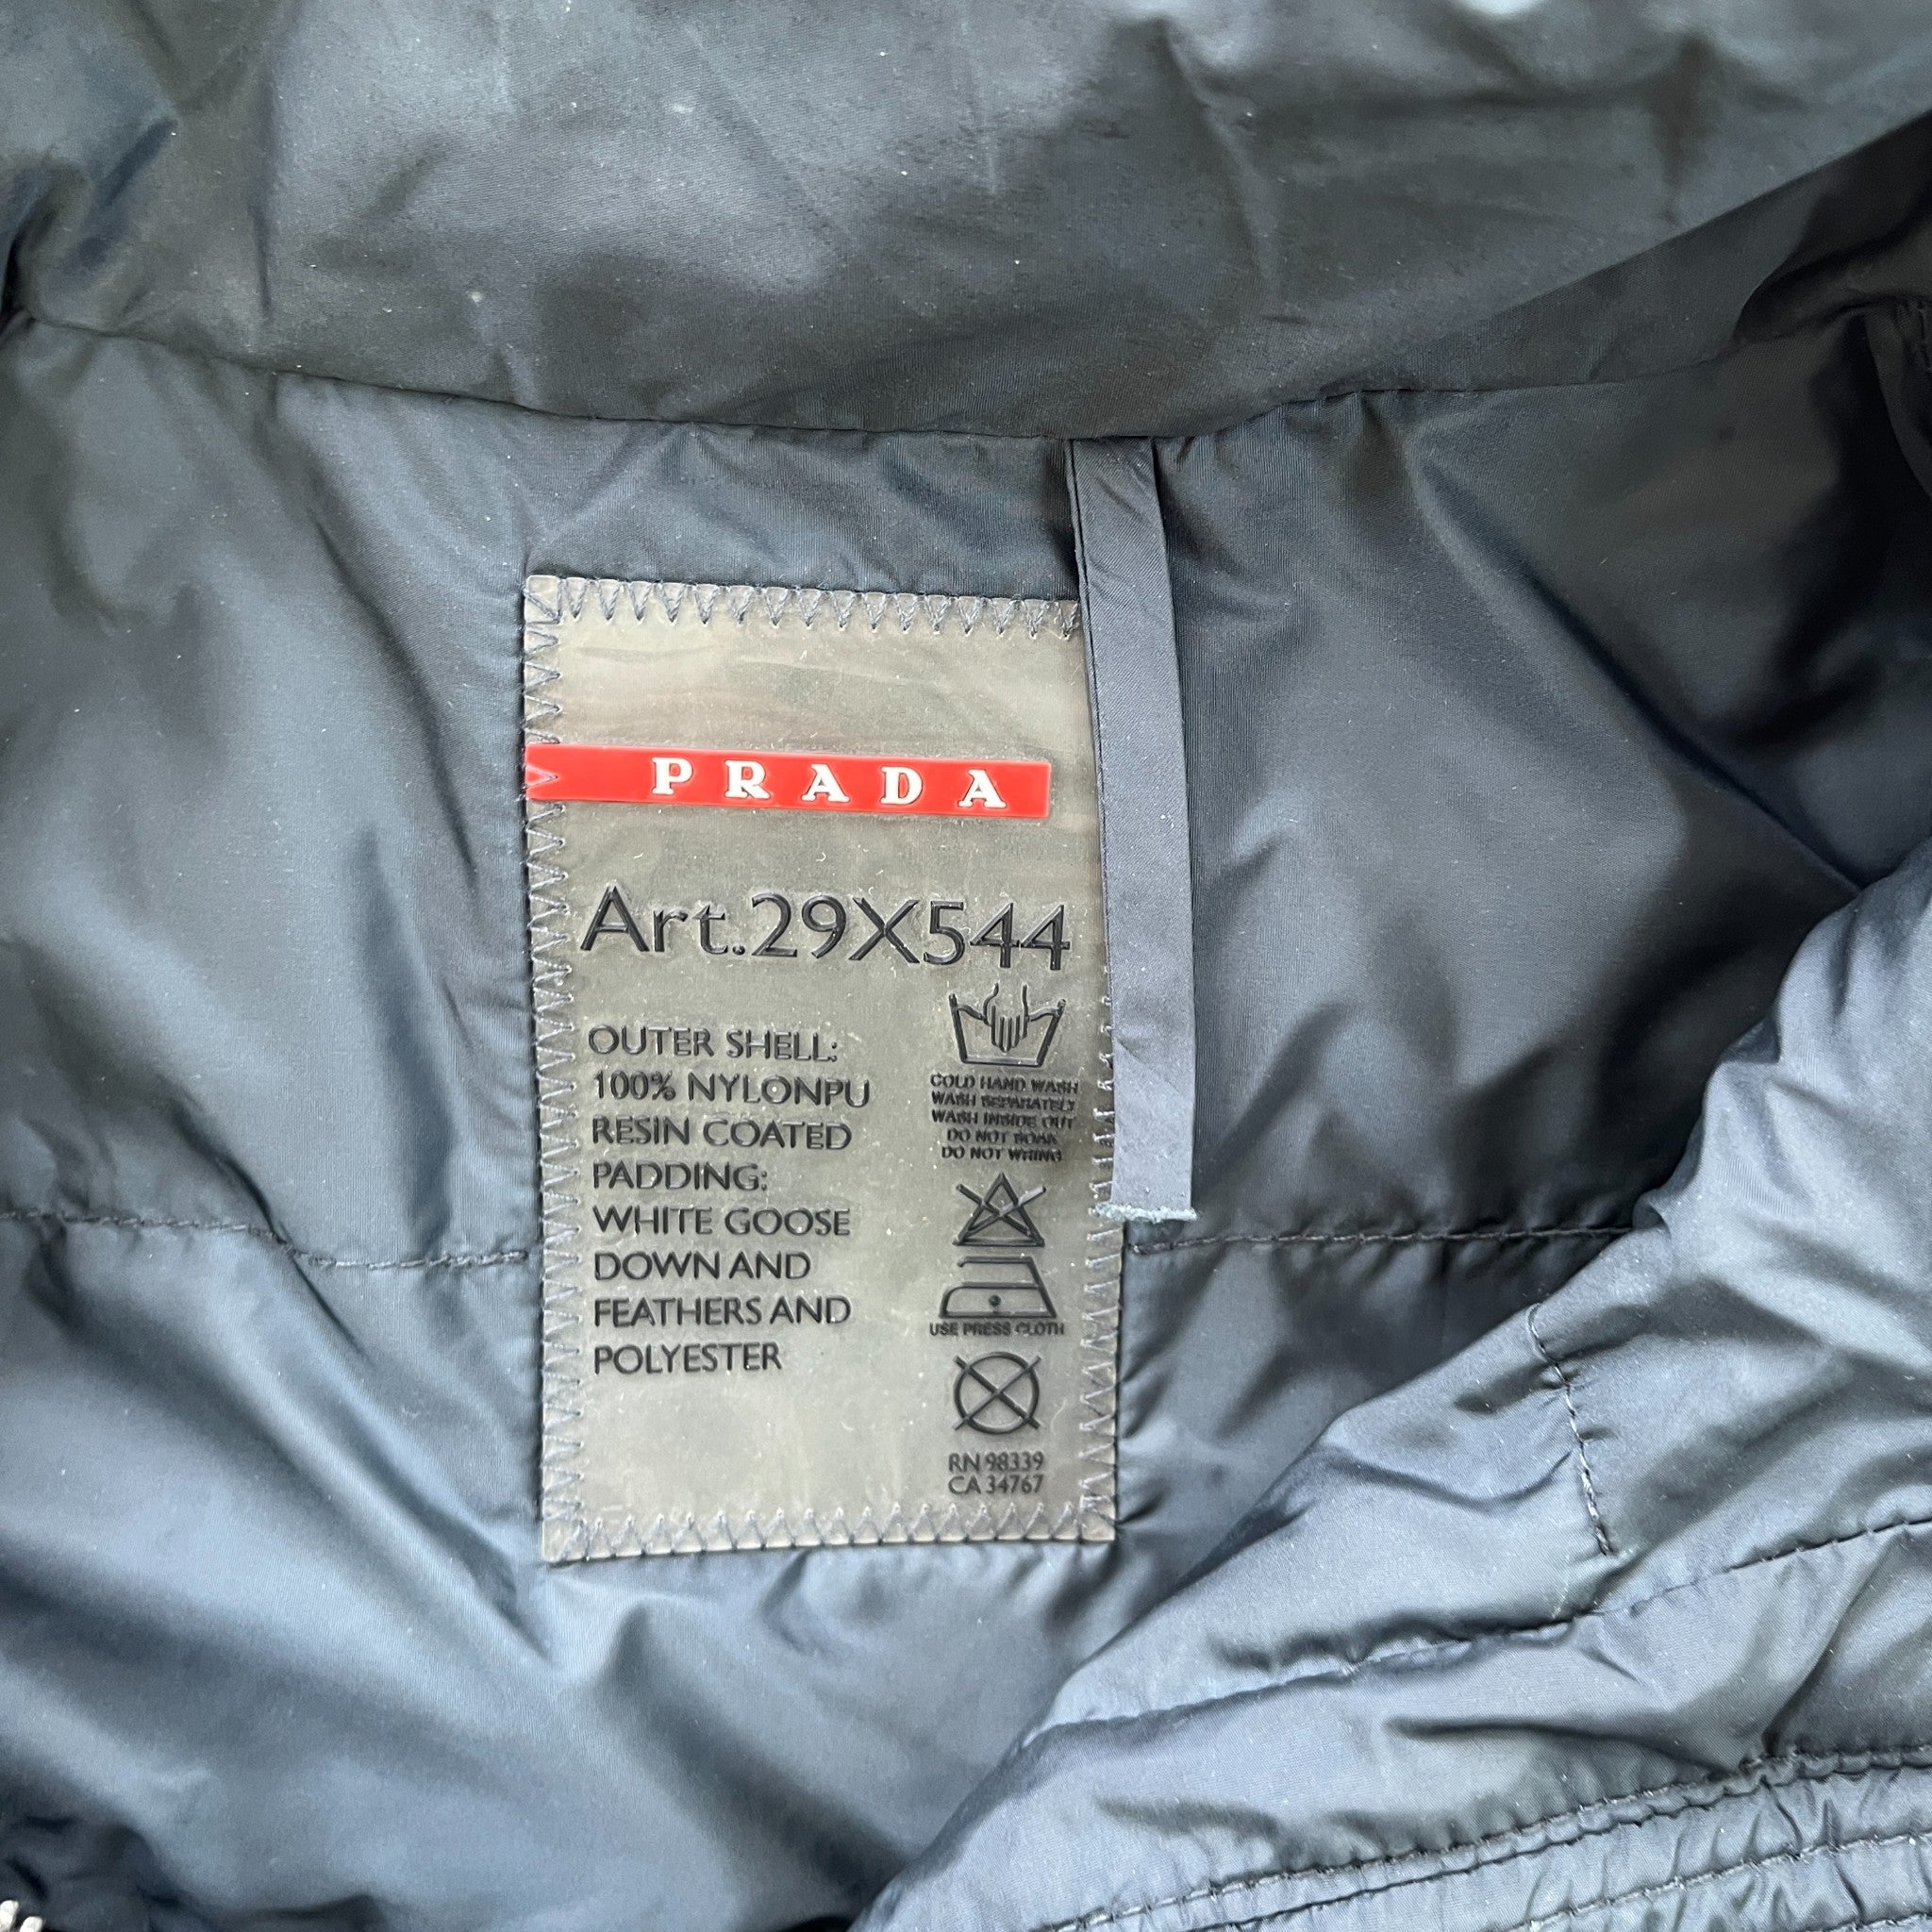 PRADA
Art.29X544
OUTER SHELL:
100% NYLONPU
RESIN COATED
PADDING:
WHITE GOOSE
DOWN AND
FEATHERS AND
POLYESTER
COLD HAND WASH
WASH SEPARATELY
WASH INSIDE OUT
DO NOT SOAK
DO NOT WRING
USE PRESS CLOTH
RN 98339
CA 34767